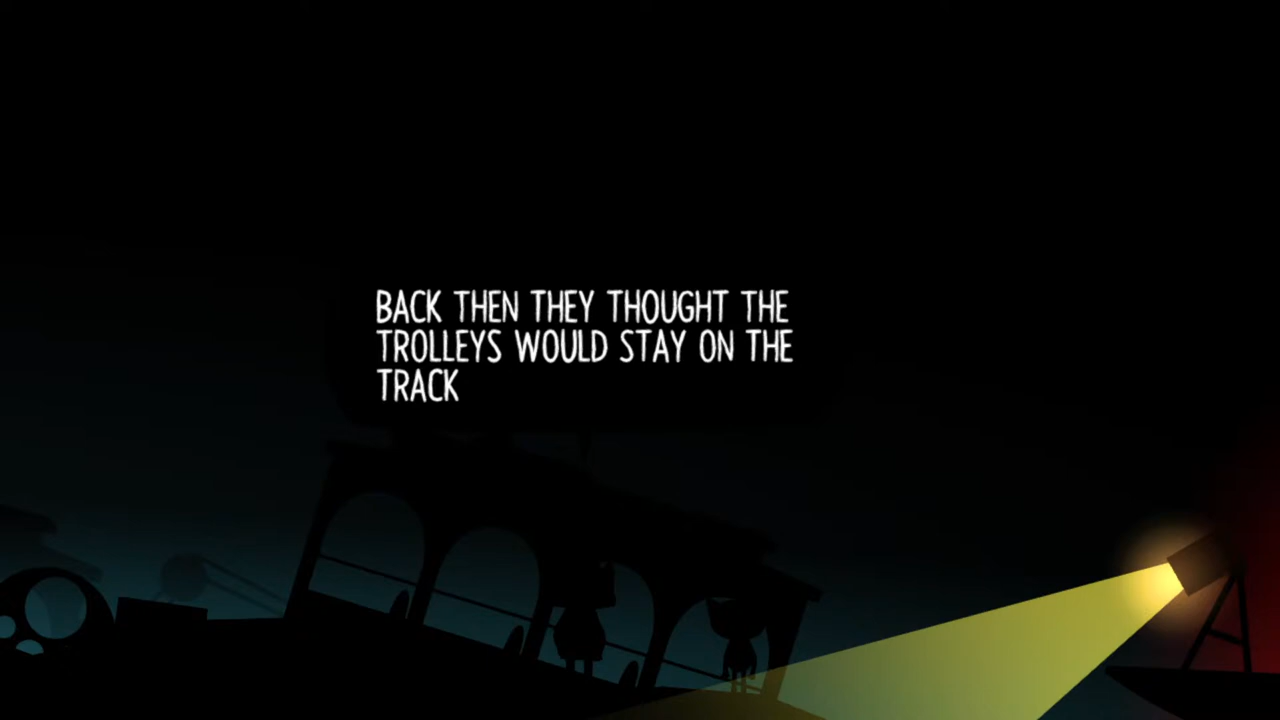 BACK THEN THEY THOUGHT THE
TROLLEYS WOULD STAY ON THE
TRACK